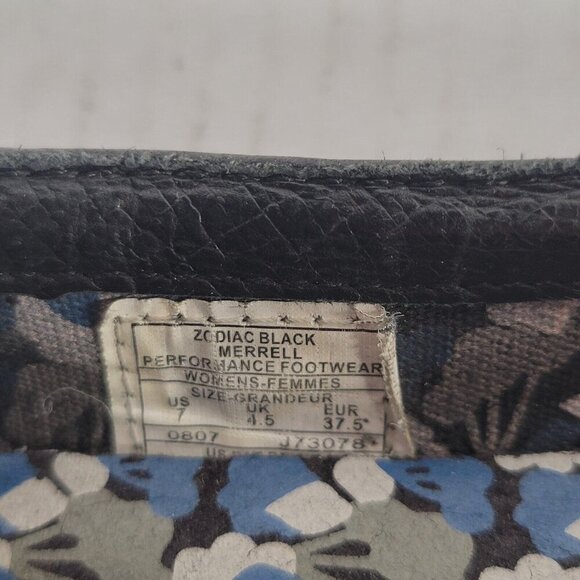 ZODIAC BLACK
MERRELL
PERFORMANCE FOOTWEAR
WOMENS-FEMMES
SIZE-GRANDEUR
US UK EUR
7 4.5 37.5
0807 J73078